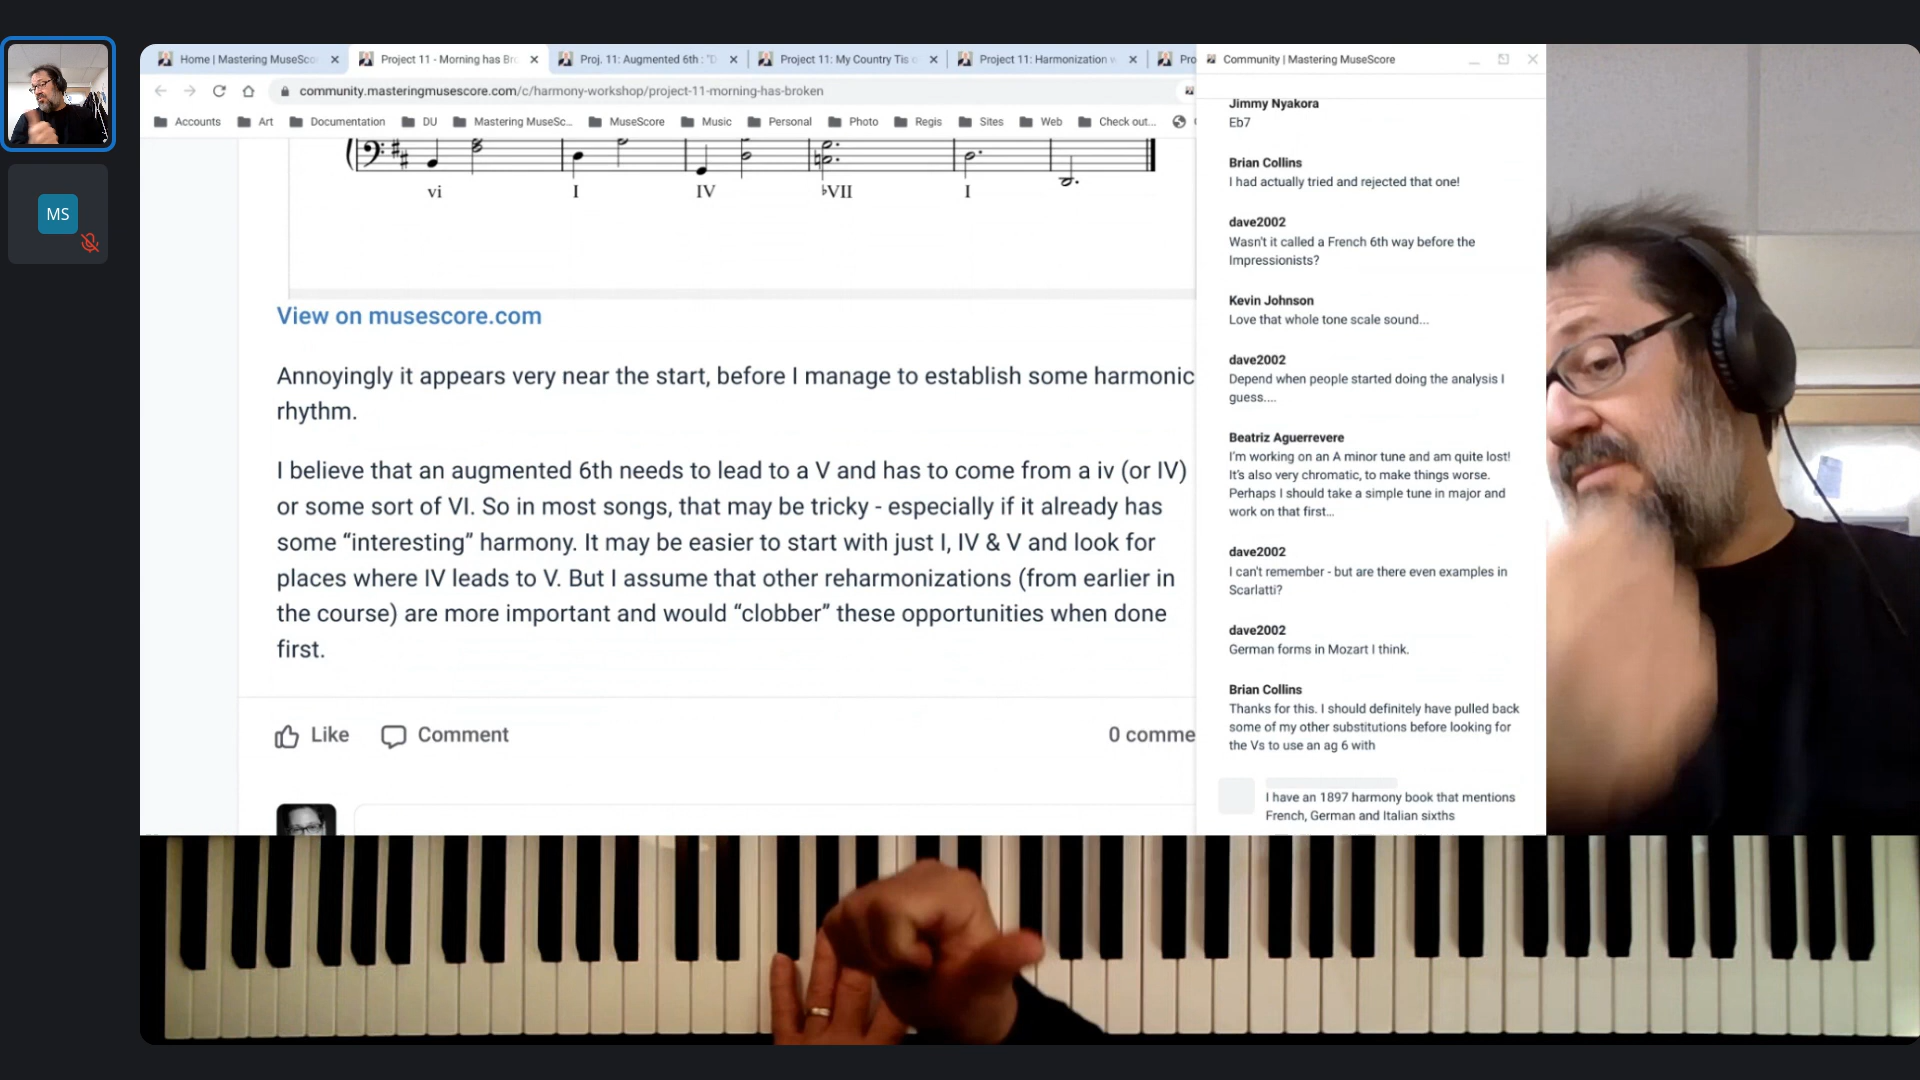 MS
Home | Mastering MuseSco
Project 11 - Morning has Br
Proj. 11: Augmented 6th : "D
Project 11: My Country Tis o
Project 11: Harmonization w
Pro
community.masteringmusescore.com/c/harmony-workshop/project-11-morning-has-broken
Accounts
Art
Documentation
DU
Mastering MuseSc...
MuseScore
Music
Personal
Photo
Regis
Sites
Web
Check out...
vi I IV ♭VII I
View on musescore.com
Annoyingly it appears very near the start, before I manage to establish some harmonic
rhythm.
I believe that an augmented 6th needs to lead to a V and has to come from a iv (or IV)
or some sort of VI. So in most songs, that may be tricky - especially if it already has
some “interesting” harmony. It may be easier to start with just I, IV & V and look for
places where IV leads to V. But I assume that other reharmonizations (from earlier in
the course) are more important and would “clobber” these opportunities when done
first.
Like
Comment
0 comme
Community | Mastering MuseScore
Jimmy Nyakora
Eb7
Brian Collins
I had actually tried and rejected that one!
dave2002
Wasn't it called a French 6th way before the
Impressionists?
Kevin Johnson
Love that whole tone scale sound...
dave2002
Depend when people started doing the analysis I
guess....
Beatriz Aguerrevere
I'm working on an A minor tune and am quite lost!
It's also very chromatic, to make things worse.
Perhaps I should take a simple tune in major and
work on that first...
dave2002
I can't remember - but are there even examples in
Scarlatti?
dave2002
German forms in Mozart I think.
Brian Collins
Thanks for this. I should definitely have pulled back
some of my other substitutions before looking for
the Vs to use an ag 6 with
I have an 1897 harmony book that mentions
French, German and Italian sixths